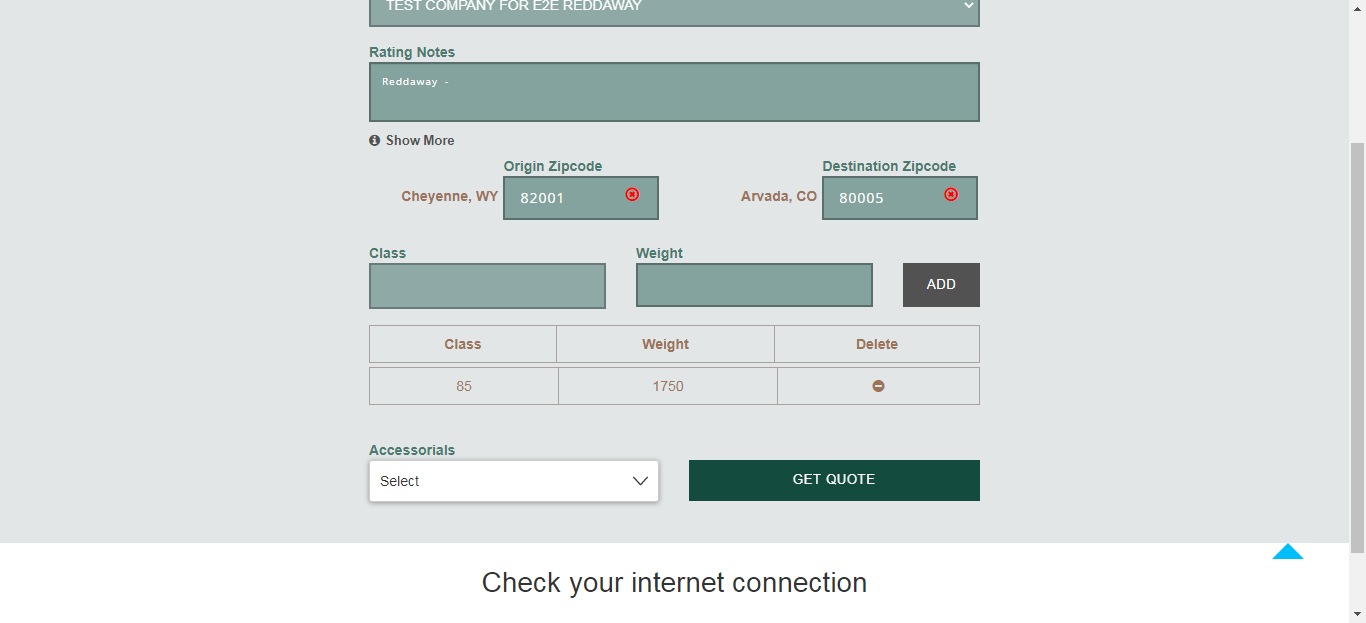 TEST COMPANY FOR E2E REDDAWAY
Rating Notes
Reddaway -
Show More
Origin Zipcode
Destination Zipcode
Cheyenne, WY
82001
Arvada, CO
80005
Class
Weight
ADD
Class Weight Delete
85 1750
Accessorials
Select
GET QUOTE
Check your internet connection